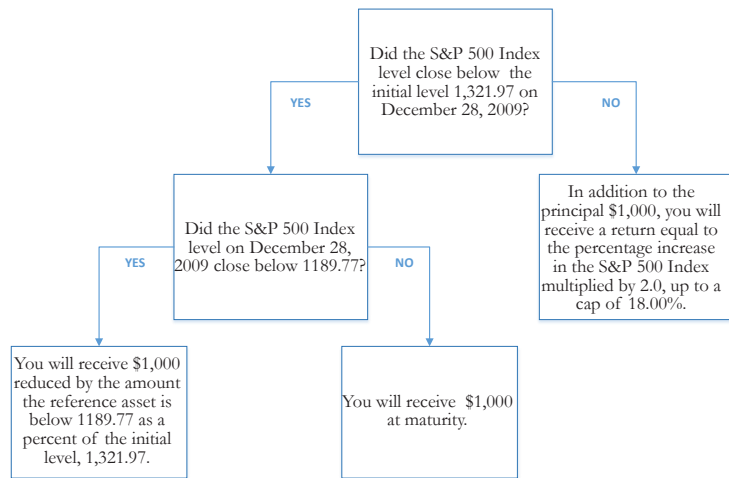 Did the S&P 500 Index
level close below the
initial level 1,321.97 on
December 28, 2009?
YES
NO
Did the S&P 500 Index
level on December 28,
2009 close below 1189.77?
In addition to the
principal $1,000, you will
receive a return equal to
the percentage increase
in the S&P 500 Index
multiplied by 2.0, up to a
cap of 18.00%.
YES
NO
You will receive $1,000
reduced by the amount
the reference asset is
below 1189.77 as a
percent of the initial
level, 1,321.97.
You will receive $1,000
at maturity.